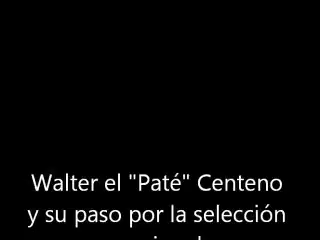 Walter el "Paté" Centeno
y su paso por la selección